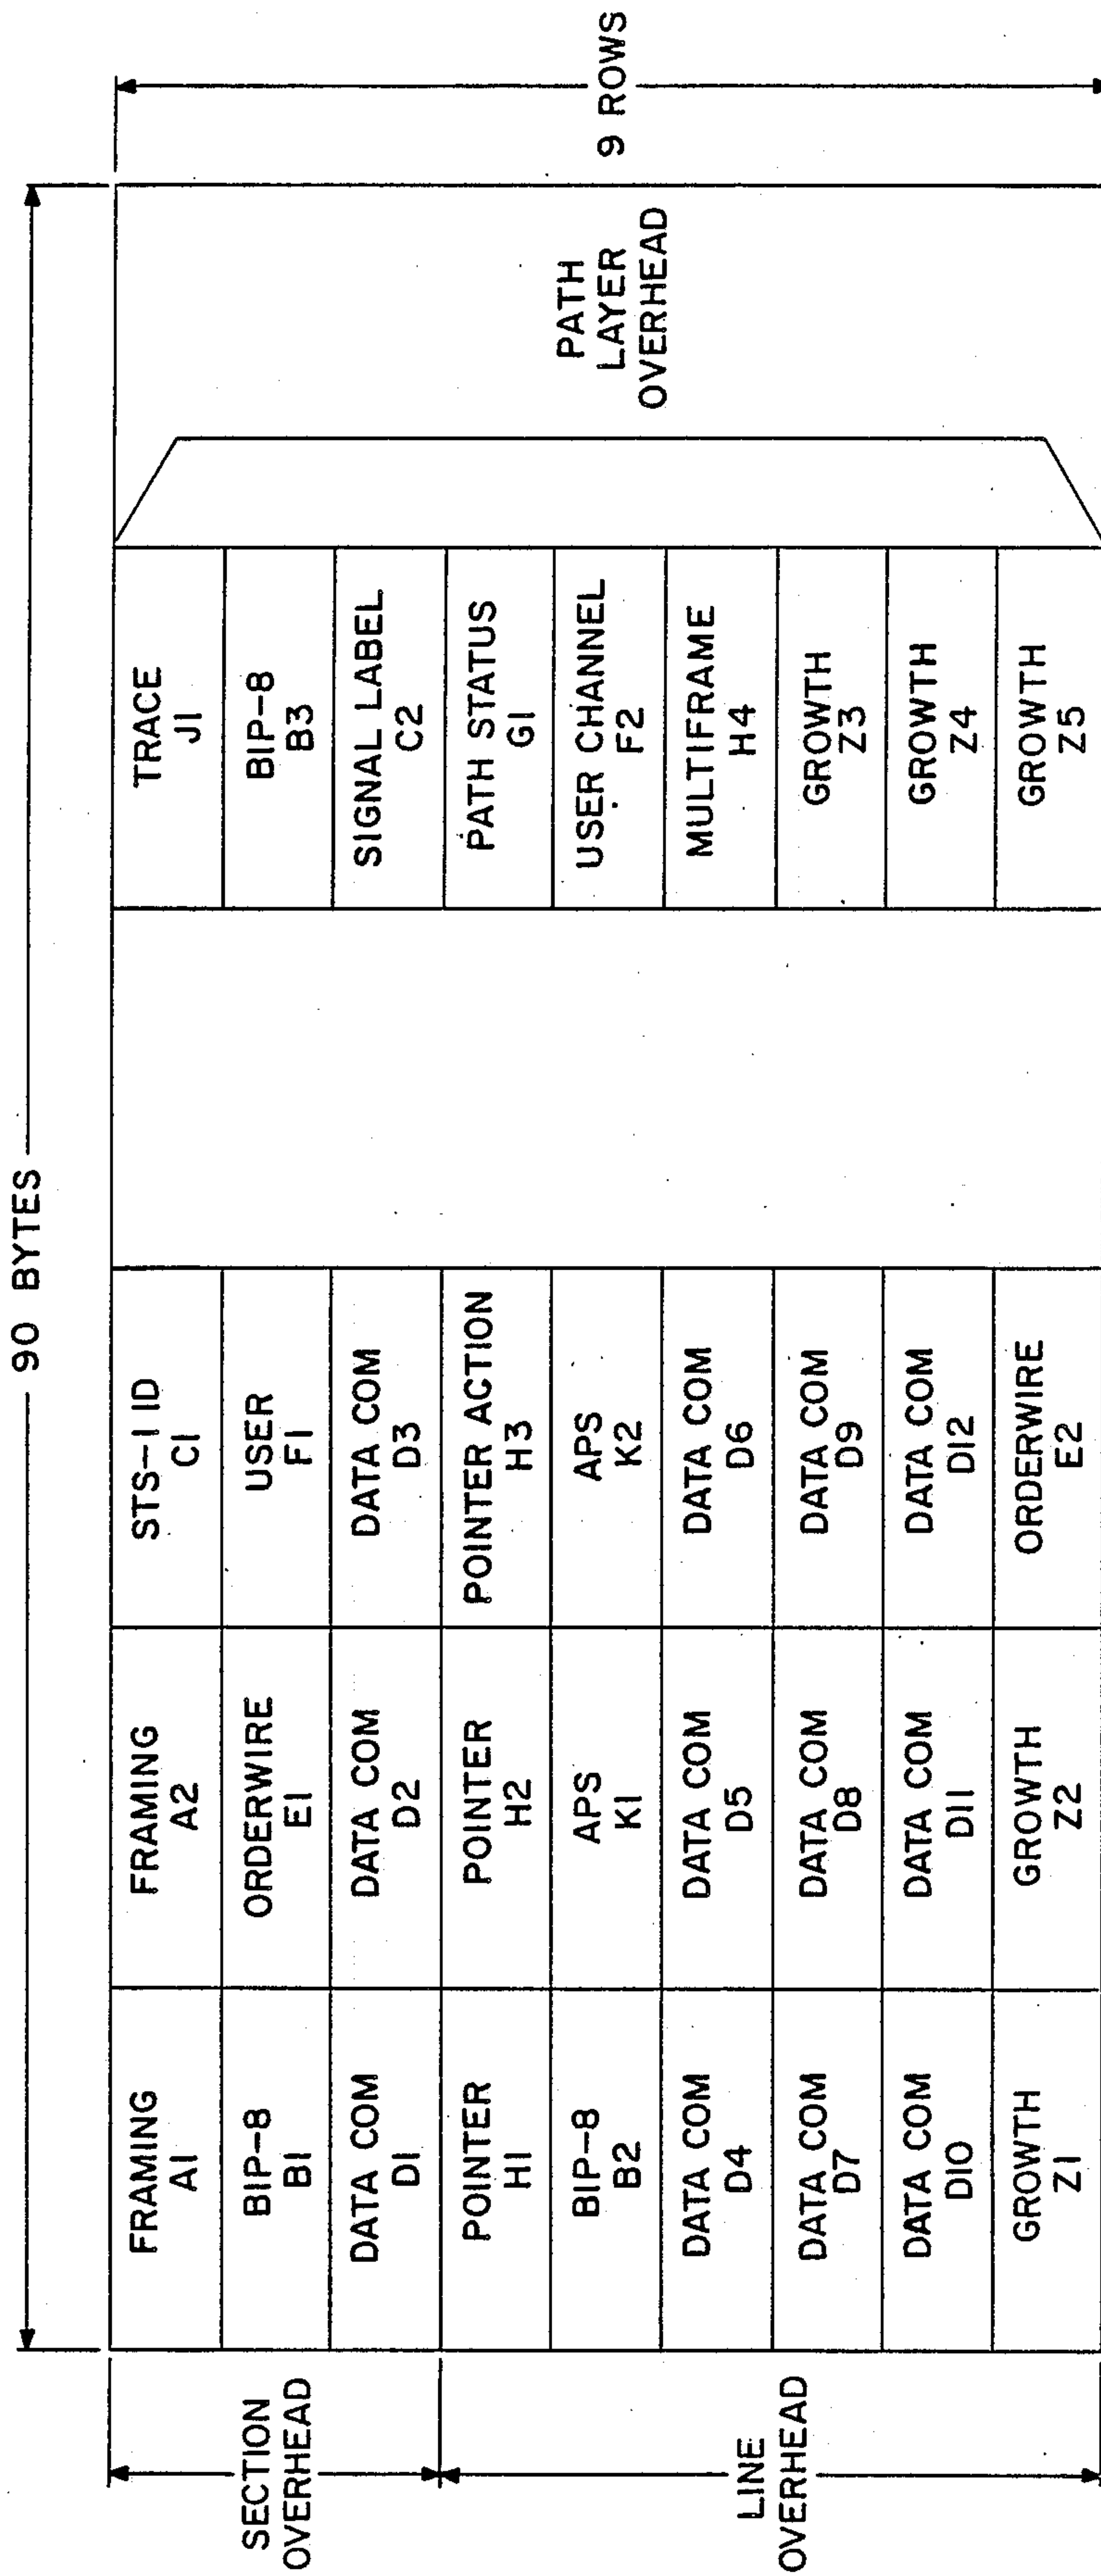 90 BYTES
9 ROWS
SECTION
OVERHEAD
LINE
OVERHEAD
FRAMING
A1
FRAMING
A2
STS-1 ID
C1
TRACE
J1
BIP-8
B1
ORDERWIRE
E1
USER
F1
BIP-8
B3
DATA COM
D1
DATA COM
D2
DATA COM
D3
SIGNAL LABEL
C2
POINTER
H1
POINTER
H2
POINTER ACTION
H3
PATH STATUS
G1
BIP-8
B2
APS
K1
APS
K2
USER CHANNEL
F2
DATA COM
D4
DATA COM
D5
DATA COM
D6
MULTIFRAME
H4
DATA COM
D7
DATA COM
D8
DATA COM
D9
GROWTH
Z3
DATA COM
D10
DATA COM
D11
DATA COM
D12
GROWTH
Z4
GROWTH
Z1
GROWTH
Z2
ORDERWIRE
E2
GROWTH
Z5
PATH
LAYER
OVERHEAD